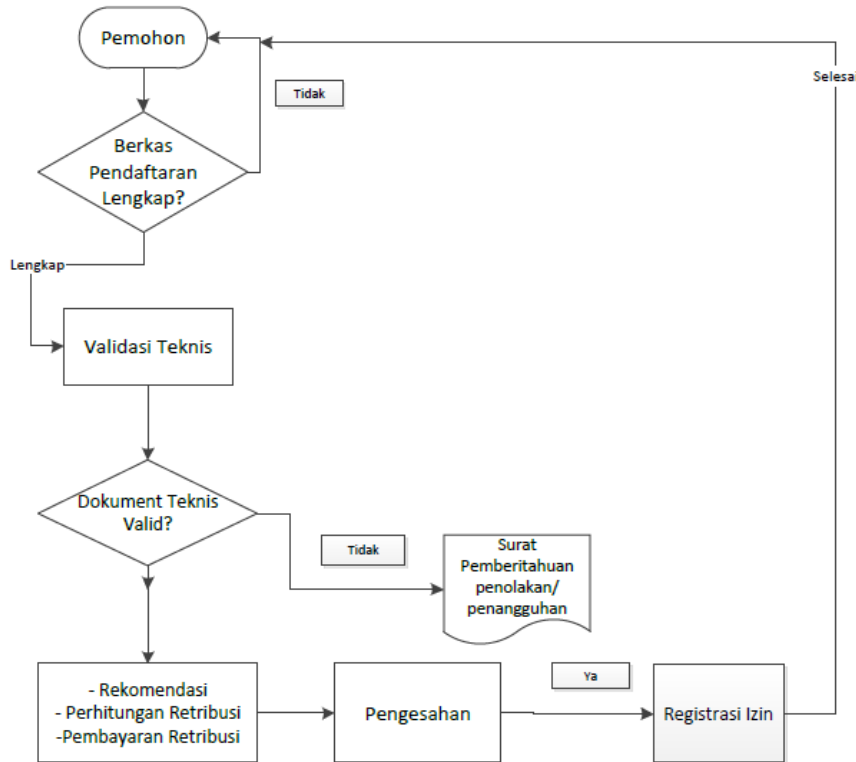 Pemohon
Tidak
Selesai
Berkas
Pendaftaran
Lengkap?
Lengkap
Validasi Teknis
Dokument Teknis
Valid?
Tidak
Surat
Pemberitahuan
penolakan/
penangguhan
- Rekomendasi
- Perhitungan Retribusi
-Pembayaran Retribusi
Pengesahan
Ya
Registrasi Izin